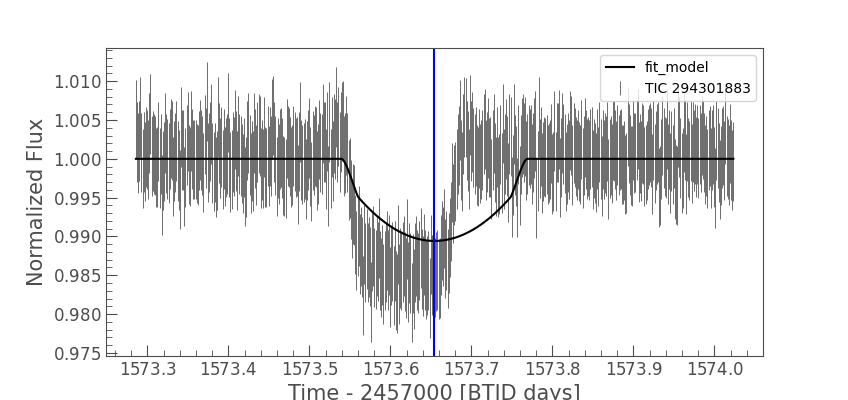 fit_model
TIC 294301883
Normalized Flux
1.010
1.005
1.000
0.995
0.990
0.985
0.980
0.975
1573.3 1573.4 1573.5 1573.6 1573.7 1573.8 1573.9 1574.0
Time - 2457000 [BTJD days]